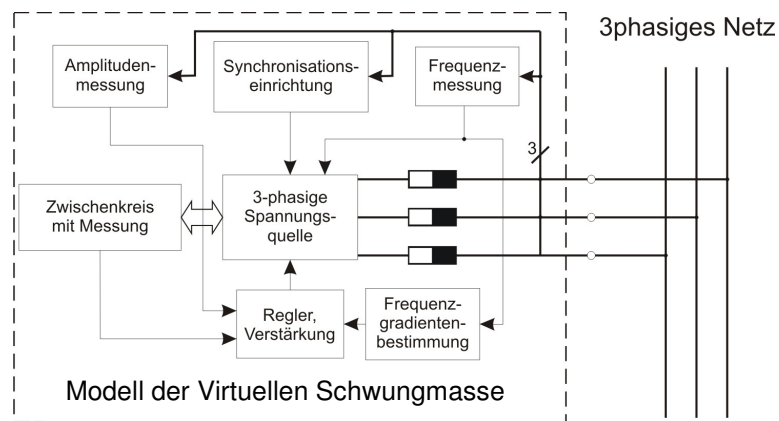 3phasiges Netz
Amplituden-
messung
Synchronisations-
einrichtung
Frequenz-
messung
3
Zwischenkreis
mit Messung
3-phasige
Spannungs-
quelle
Regler,
Verstärkung
Frequenz-
gradienten-
bestimmung
Modell der Virtuellen Schwungmasse